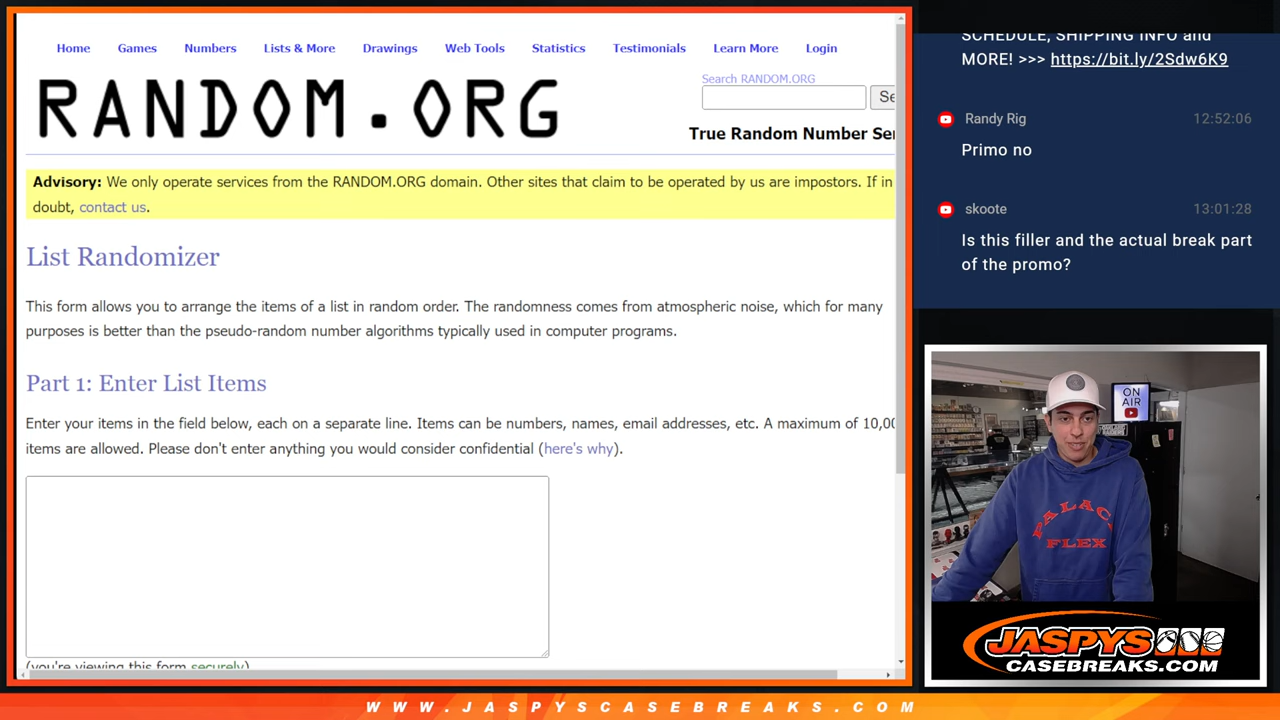 Home Games Numbers Lists & More Drawings Web Tools Statistics Testimonials Learn More Login
RANDOM.ORG
Search RANDOM.ORG
Se
True Random Number Ser
Advisory: We only operate services from the RANDOM.ORG domain. Other sites that claim to be operated by us are impostors. If in
doubt, contact us.
List Randomizer
This form allows you to arrange the items of a list in random order. The randomness comes from atmospheric noise, which for many
purposes is better than the pseudo-random number algorithms typically used in computer programs.
Part 1: Enter List Items
Enter your items in the field below, each on a separate line. Items can be numbers, names, email addresses, etc. A maximum of 10,00
items are allowed. Please don't enter anything you would consider confidential (here's why).
(you're viewing this form securely)
SCHEDULE, SHIPPING INFO and
MORE! >>> https://bit.ly/2Sdw6K9
Randy Rig 12:52:06
Primo no
skoote 13:01:28
Is this filler and the actual break part
of the promo?
ON
AIR
PALACE
FLEX
JASPYS
CASEBREAKS.COM
WWW.JASPYSCASEBREAKS.COM